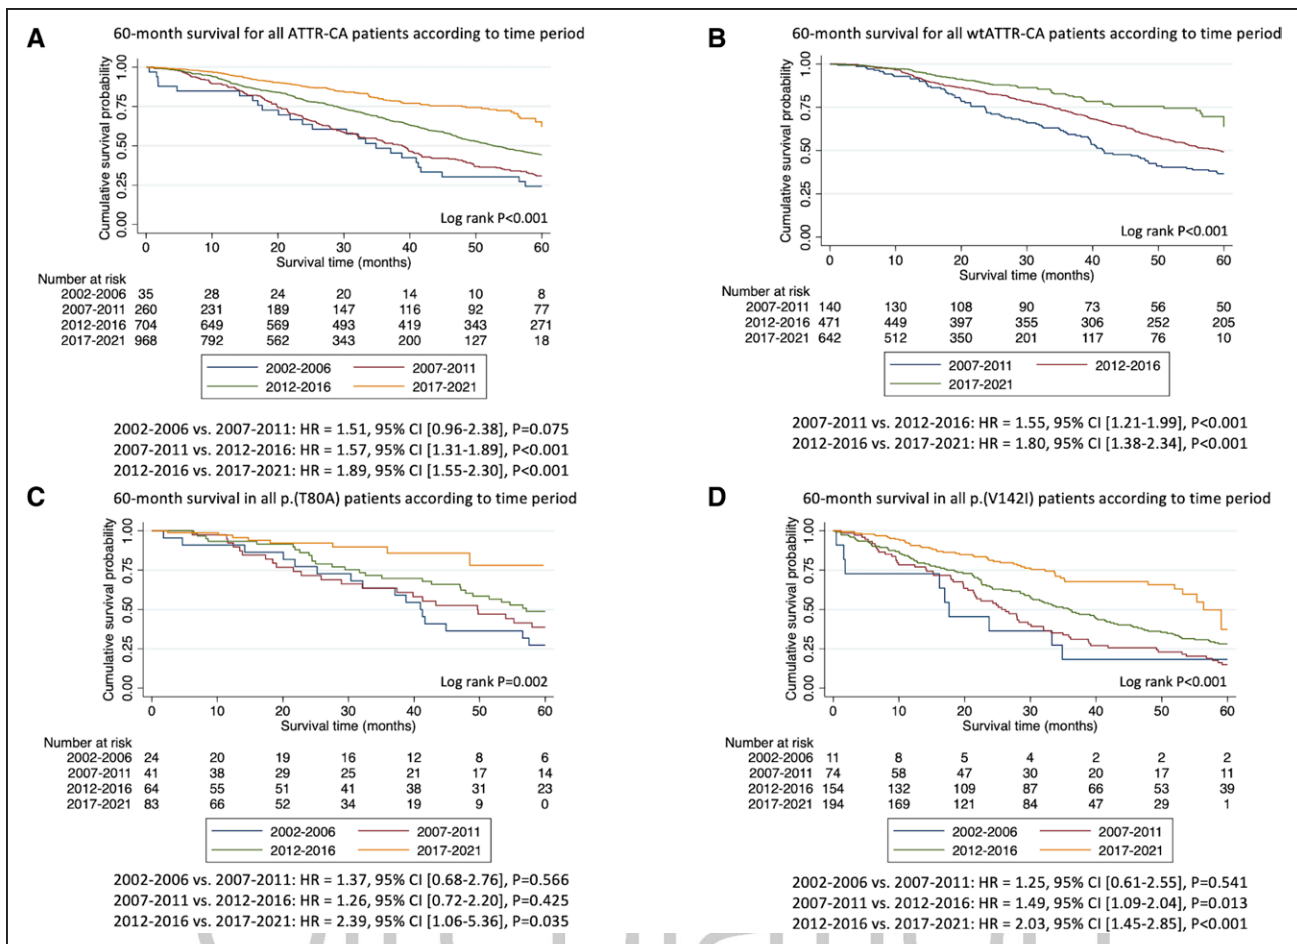 A
60-month survival for all ATTR-CA patients according to time period
Cumulative survival probability
1.00
0.75
0.50
0.25
0.00
Log rank P<0.001
0 10 20 30 40 50 60
Survival time (months)
Number at risk
2002-2006 35 28 24 20 14 10 8
2007-2011 260 231 189 147 116 92 77
2012-2016 704 649 569 493 419 343 271
2017-2021 968 792 562 343 200 127 18
2002-2006 2007-2011
2012-2016 2017-2021
2002-2006 vs. 2007-2011: HR = 1.51, 95% CI [0.96-2.38], P=0.075
2007-2011 vs. 2012-2016: HR = 1.57, 95% CI [1.31-1.89], P<0.001
2012-2016 vs. 2017-2021: HR = 1.89, 95% CI [1.55-2.30], P<0.001
B
60-month survival for all wtATTR-CA patients according to time period
Cumulative survival probability
1.00
0.75
0.50
0.25
0.00
Log rank P<0.001
0 10 20 30 40 50 60
Survival time (months)
Number at risk
2007-2011 140 130 108 90 73 56 50
2012-2016 471 449 397 355 306 252 205
2017-2021 642 512 350 201 117 76 10
2007-2011 2012-2016
2017-2021
2007-2011 vs. 2012-2016: HR = 1.55, 95% CI [1.21-1.99], P<0.001
2012-2016 vs. 2017-2021: HR = 1.80, 95% CI [1.38-2.34], P<0.001
C
60-month survival in all p.(T80A) patients according to time period
Cumulative survival probability
1.00
0.75
0.50
0.25
0.00
Log rank P=0.002
0 10 20 30 40 50 60
Survival time (months)
Number at risk
2002-2006 24 20 19 16 12 8 6
2007-2011 41 38 29 25 21 17 14
2012-2016 64 55 51 41 38 31 23
2017-2021 83 66 52 34 19 9 0
2002-2006 2007-2011
2012-2016 2017-2021
2002-2006 vs. 2007-2011: HR = 1.37, 95% CI [0.68-2.76], P=0.566
2007-2011 vs. 2012-2016: HR = 1.26, 95% CI [0.72-2.20], P=0.425
2012-2016 vs. 2017-2021: HR = 2.39, 95% CI [1.06-5.36], P=0.035
D
60-month survival in all p.(V142I) patients according to time period
Cumulative survival probability
1.00
0.75
0.50
0.25
0.00
Log rank P<0.001
0 10 20 30 40 50 60
Survival time (months)
Number at risk
2002-2006 11 8 5 4 2 2 2
2007-2011 74 58 47 30 20 17 11
2012-2016 154 132 109 87 66 53 39
2017-2021 194 169 121 84 47 29 1
2002-2006 2007-2011
2012-2016 2017-2021
2002-2006 vs. 2007-2011: HR = 1.25, 95% CI [0.61-2.55], P=0.541
2007-2011 vs. 2012-2016: HR = 1.49, 95% CI [1.09-2.04], P=0.013
2012-2016 vs. 2017-2021: HR = 2.03, 95% CI [1.45-2.85], P<0.001